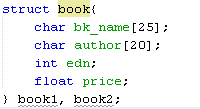 struct book{
char bk_name[25];
char author[20];
int edn;
float price;
} book1, book2;